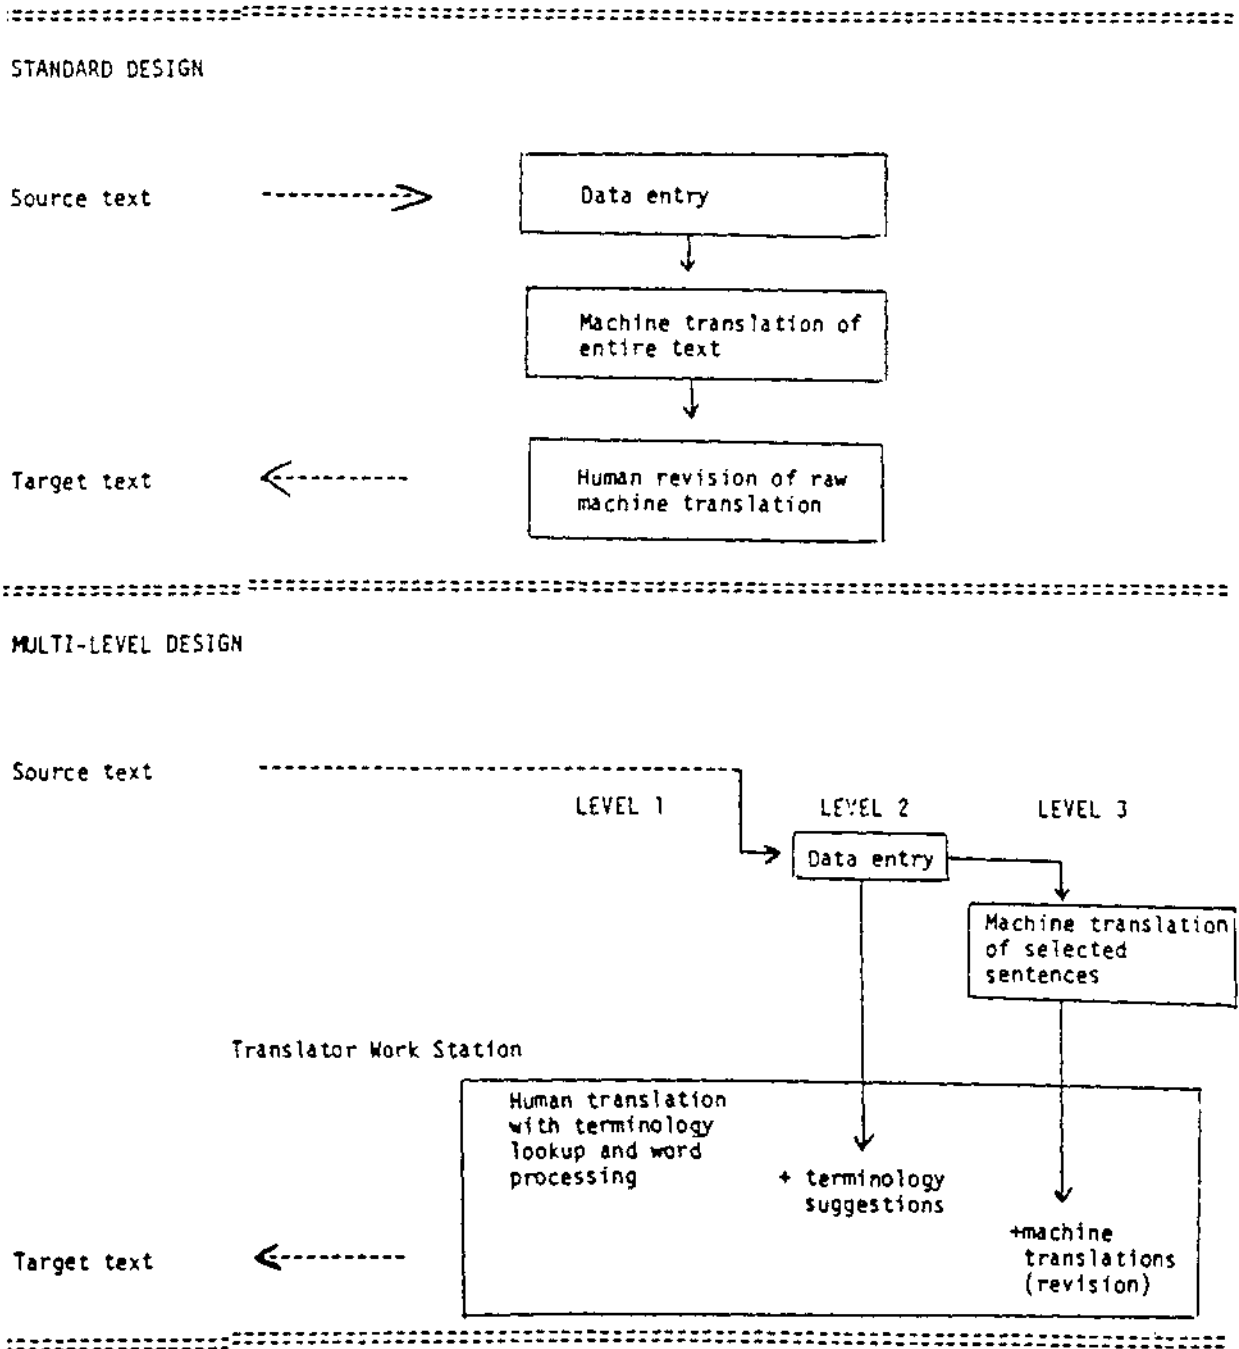 STANDARD DESIGN
Source text
Data entry
Machine translation of
entire text
Target text
Human revision of raw
machine translation
MULTI-LEVEL DESIGN
Source text
LEVEL 1
LEVEL 2
LEVEL 3
Data entry
Machine translation
of selected
sentences
Translator Work Station
Human translation
with terminology
lookup and word
processing
+ terminology
suggestions
+machine
translations
(revision)
Target text